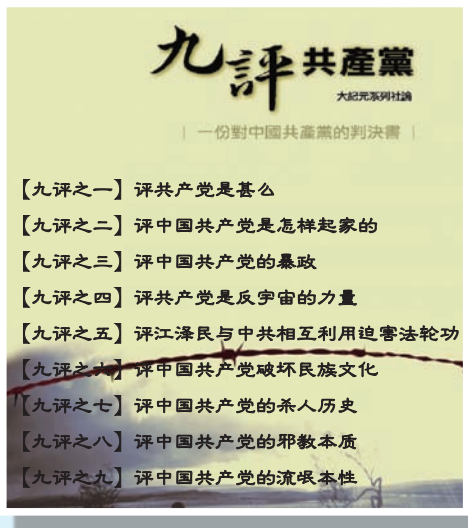 九評共產黨
大紀元系列社論
| 一份對中國共產黨的判決書 |
【九评之一】评共产党是甚么
【九评之二】评中国共产党是怎样起家的
【九评之三】评中国共产党的暴政
【九评之四】评共产党是反宇宙的力量
【九评之五】评江泽民与中共相互利用迫害法轮功
【九评之六】评中国共产党破坏民族文化
【九评之七】评中国共产党的杀人历史
【九评之八】评中国共产党的邪教本质
【九评之九】评中国共产党的流氓本性